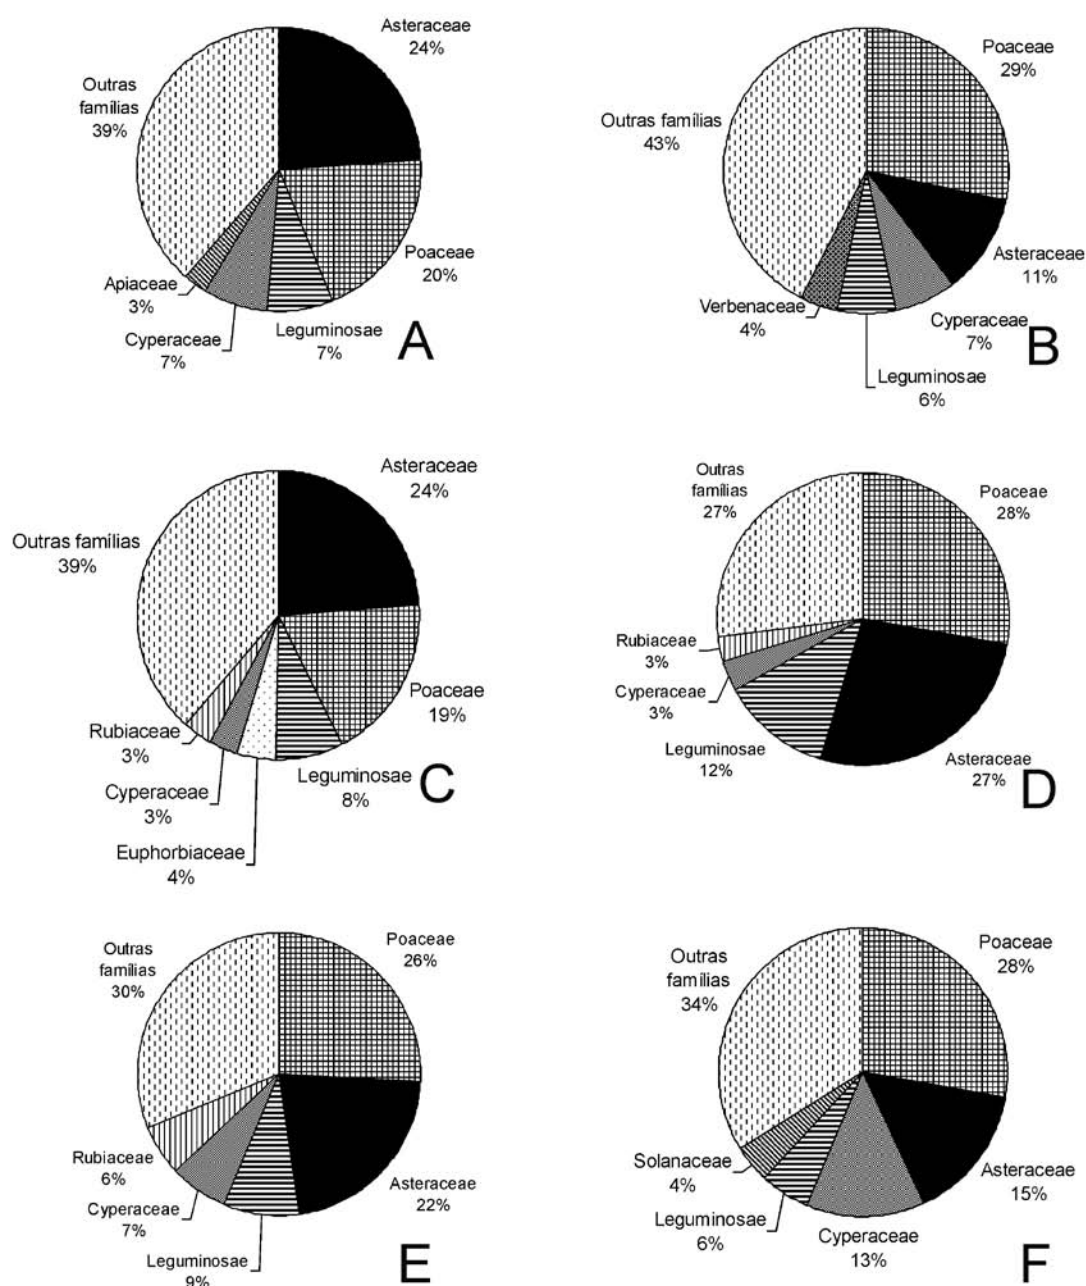 Asteraceae
24%
Outras
famílias
39%
Poaceae
20%
Apiaceae
3%
Cyperaceae
7%
Leguminosae
7%
A
Poaceae
29%
Outras famílias
43%
Asteraceae
11%
Verbenaceae
4%
Cyperaceae
7%
Leguminosae
6%
B
Asteraceae
24%
Outras famílias
39%
Poaceae
19%
Rubiaceae
3%
Leguminosae
8%
Cyperaceae
3%
Euphorbiaceae
4%
C
Outras
famílias
27%
Poaceae
28%
Rubiaceae
3%
Cyperaceae
3%
Leguminosae
12%
Asteraceae
27%
D
Outras
famílias
30%
Poaceae
26%
Rubiaceae
6%
Asteraceae
22%
Cyperaceae
7%
Leguminosae
9%
E
Outras
famílias
34%
Poaceae
28%
Solanaceae
4%
Asteraceae
15%
Leguminosae
6%
Cyperaceae
13%
F